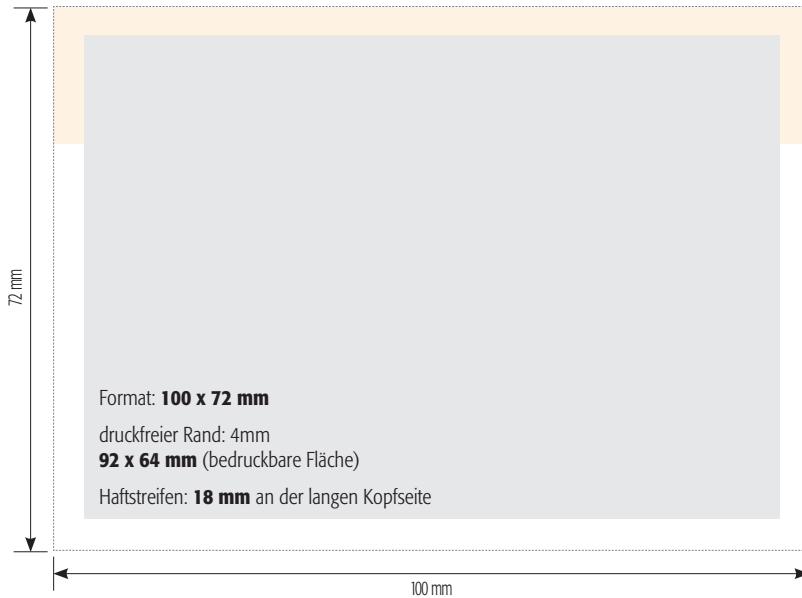 72 mm
Format: 100 x 72 mm
druckfreier Rand: 4mm
92 x 64 mm (bedruckbare Fläche)
Haftstreifen: 18 mm an der langen Kopfseite
100 mm